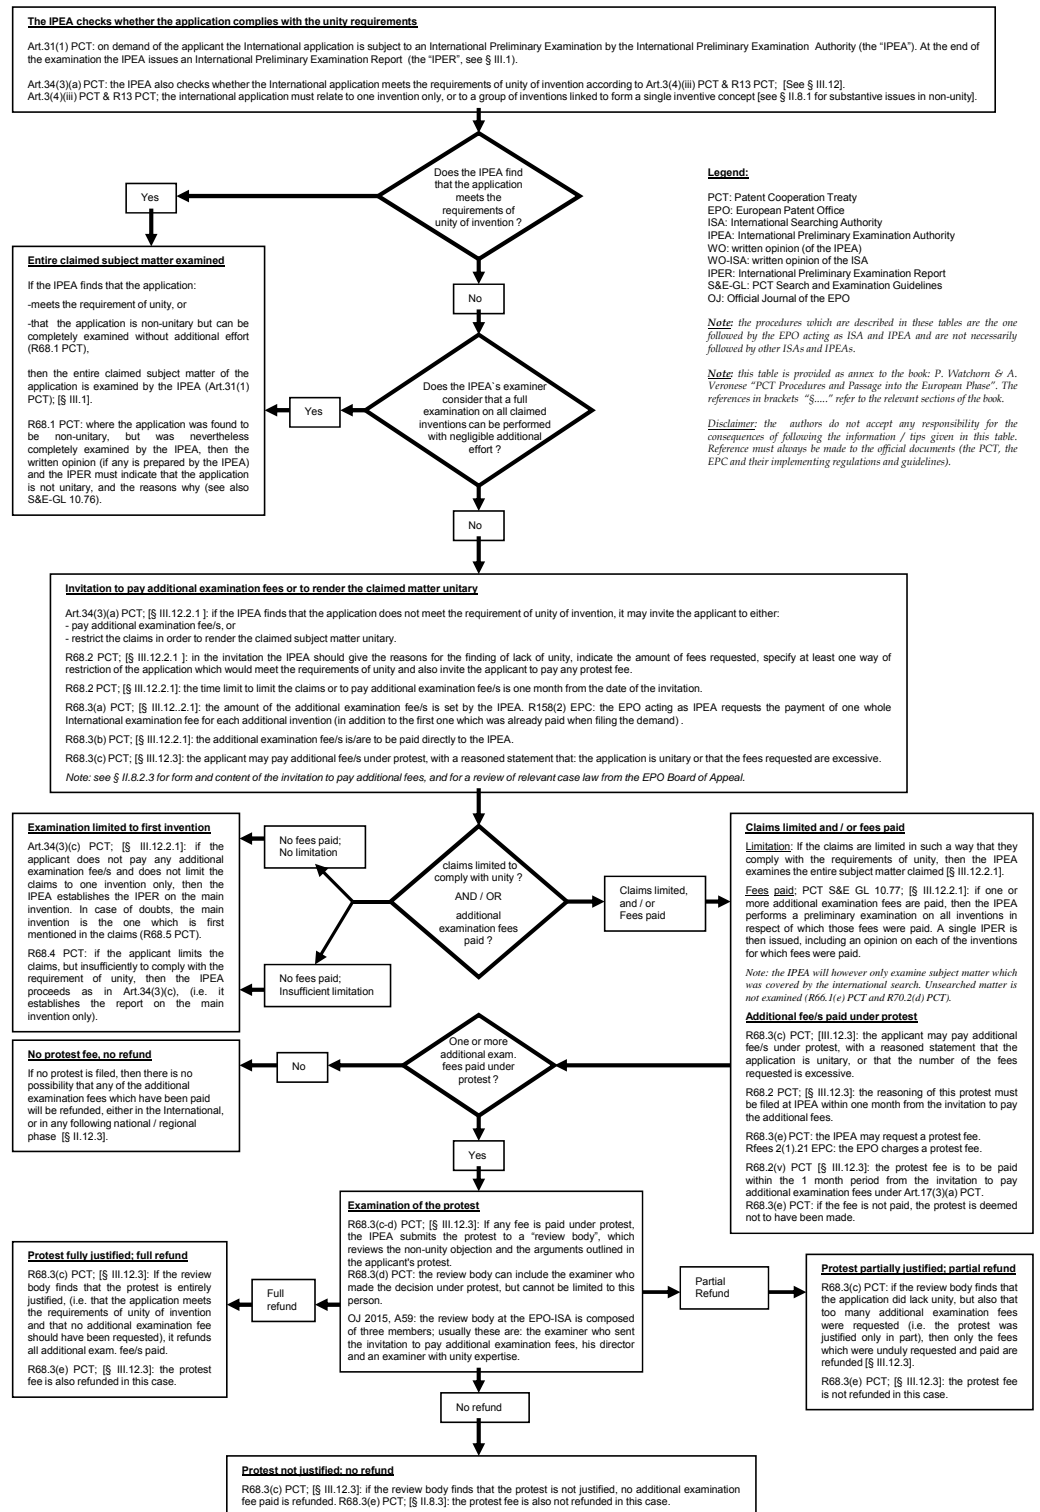 The IPEA checks whether the application complies with the unity requirements
Art.31(1) PCT: on demand of the applicant the International application is subject to an International Preliminary Examination by the International Preliminary Examination Authority (the “IPEA”). At the end of
the examination the IPEA issues an International Preliminary Examination Report (the “IPER”, see § III.1).
Art.34(3)(a) PCT: the IPEA also checks whether the International application meets the requirements of unity of invention according to Art.3(4)(iii) PCT & R13 PCT; [See § III.12].
Art.3(4)(iii) PCT & R13 PCT; the international application must relate to one invention only, or to a group of inventions linked to form a single inventive concept [see § II.8.1 for substantive issues in non-unity].
Does the IPEA find
that the application
meets the
requirements of
unity of invention ?
Yes
No
Legend:
PCT: Patent Cooperation Treaty
EPO: European Patent Office
ISA: International Searching Authority
IPEA: International Preliminary Examination Authority
WO: written opinion (of the IPEA)
WO-ISA: written opinion of the ISA
IPER: International Preliminary Examination Report
S&E-GL: PCT Search and Examination Guidelines
OJ: Official Journal of the EPO
Note: the procedures which are described in these tables are the one
followed by the EPO acting as ISA and IPEA and are not necessarily
followed by other ISAs and IPEAs.
Note: this table is provided as annex to the book: P. Watchorn & A.
Veronese “PCT Procedures and Passage into the European Phase”. The
references in brackets “§.....” refer to the relevant sections of the book.
Disclaimer: the authors do not accept any responsibility for the
consequences of following the information / tips given in this table.
Reference must always be made to the official documents (the PCT, the
EPC and their implementing regulations and guidelines).
Entire claimed subject matter examined
If the IPEA finds that the application:
-meets the requirement of unity, or
-that the application is non-unitary but can be
completely examined without additional effort
(R68.1 PCT),
then the entire claimed subject matter of the
application is examined by the IPEA (Art.31(1)
PCT); [§ III.1].
R68.1 PCT: where the application was found to
be non-unitary, but was nevertheless
completely examined by the IPEA, then the
written opinion (if any is prepared by the IPEA)
and the IPER must indicate that the application
is not unitary, and the reasons why (see also
S&E-GL 10.76).
Does the IPEA`s examiner
consider that a full
examination on all claimed
inventions can be performed
with negligible additional
effort ?
Yes
No
Invitation to pay additional examination fees or to render the claimed matter unitary
Art.34(3)(a) PCT; [§ III.12.2.1 ]: if the IPEA finds that the application does not meet the requirement of unity of invention, it may invite the applicant to either:
- pay additional examination fee/s, or
- restrict the claims in order to render the claimed subject matter unitary.
R68.2 PCT; [§ III.12.2.1 ]: in the invitation the IPEA should give the reasons for the finding of lack of unity, indicate the amount of fees requested, specify at least one way of
restriction of the application which would meet the requirements of unity and also invite the applicant to pay any protest fee.
R68.2 PCT; [§ III.12.2.1]: the time limit to limit the claims or to pay additional examination fee/s is one month from the date of the invitation.
R68.3(a) PCT; [§ III.12..2.1]: the amount of the additional examination fee/s is set by the IPEA. R158(2) EPC: the EPO acting as IPEA requests the payment of one whole
International examination fee for each additional invention (in addition to the first one which was already paid when filing the demand) .
R68.3(b) PCT; [§ III.12.2.1]: the additional examination fee/s is/are to be paid directly to the IPEA.
R68.3(c) PCT; [§ III.12.3]: the applicant may pay additional fee/s under protest, with a reasoned statement that: the application is unitary or that the fees requested are excessive.
Note: see § II.8.2.3 for form and content of the invitation to pay additional fees, and for a review of relevant case law from the EPO Board of Appeal.
Examination limited to first invention
Art.34(3)(c) PCT; [§ III.12.2.1]: if the
applicant does not pay any additional
examination fee/s and does not limit the
claims to one invention only, then the
IPEA establishes the IPER on the main
invention. In case of doubts, the main
invention is the one which is first
mentioned in the claims (R68.5 PCT).
R68.4 PCT: if the applicant limits the
claims, but insufficiently to comply with the
requirement of unity, then the IPEA
proceeds as in Art.34(3)(c), (i.e. it
establishes the report on the main
invention only).
No fees paid;
No limitation
No fees paid;
Insufficient limitation
claims limited to
comply with unity ?
AND / OR
additional
examination fees
paid ?
Claims limited,
and / or
Fees paid
Claims limited and / or fees paid
Limitation: If the claims are limited in such a way that they
comply with the requirements of unity, then the IPEA
examines the entire subject matter claimed [§ III.12.2.1].
Fees paid: PCT S&E GL 10.77; [§ III.12.2.1]: if one or
more additional examination fees are paid, then the IPEA
performs a preliminary examination on all inventions in
respect of which those fees were paid. A single IPER is
then issued, including an opinion on each of the inventions
for which fees were paid.
Note: the IPEA will however only examine subject matter which
was covered by the international search. Unsearched matter is
not examined (R66.1(e) PCT and R70.2(d) PCT).
Additional fee/s paid under protest
R68.3(c) PCT; [III.12.3]: the applicant may pay additional
fee/s under protest, with a reasoned statement that the
application is unitary, or that the number of the fees
requested is excessive.
R68.2 PCT; [§ III.12.3]: the reasoning of this protest must
be filed at IPEA within one month from the invitation to pay
the additional fees.
R68.3(e) PCT: the IPEA may request a protest fee.
Rfees 2(1).21 EPC: the EPO charges a protest fee.
R68.2(v) PCT [§ III.12.3]: the protest fee is to be paid
within the 1 month period from the invitation to pay
additional examination fees under Art.17(3)(a) PCT.
R68.3(e) PCT: if the fee is not paid, the protest is deemed
not to have been made.
One or more
additional exam.
fees paid under
protest ?
No
No protest fee, no refund
If no protest is filed, then there is no
possibility that any of the additional
examination fees which have been paid
will be refunded, either in the International,
or in any following national / regional
phase [§ II.12.3].
Yes
Examination of the protest
R68.3(c-d) PCT; [§ III.12.3]: If any fee is paid under protest,
the IPEA submits the protest to a “review body”, which
reviews the non-unity objection and the arguments outlined in
the applicant's protest.
R68.3(d) PCT: the review body can include the examiner who
made the decision under protest, but cannot be limited to this
person.
OJ 2015, A59: the review body at the EPO-ISA is composed
of three members; usually these are: the examiner who sent
the invitation to pay additional examination fees, his director
and an examiner with unity expertise.
Full
refund
Protest fully justified; full refund
R68.3(c) PCT; [§ III.12.3]: If the review
body finds that the protest is entirely
justified, (i.e. that the application meets
the requirements of unity of invention
and that no additional examination fee
should have been requested), it refunds
all additional exam. fee/s paid.
R68.3(e) PCT; [§ III.12.3]: the protest
fee is also refunded in this case.
Partial
Refund
Protest partially justified; partial refund
R68.3(c) PCT: if the review body finds that
the application did lack unity, but also that
too many additional examination fees
were requested (i.e. the protest was
justified only in part), then only the fees
which were unduly requested and paid are
refunded [§ III.12.3].
R68.3(e) PCT; [§ III.12.3]: the protest fee
is not refunded in this case.
No refund
Protest not justified; no refund
R68.3(c) PCT; [§ III.12.3]: if the review body finds that the protest is not justified, no additional examination
fee paid is refunded. R68.3(e) PCT; [§ II.8.3]: the protest fee is also not refunded in this case.